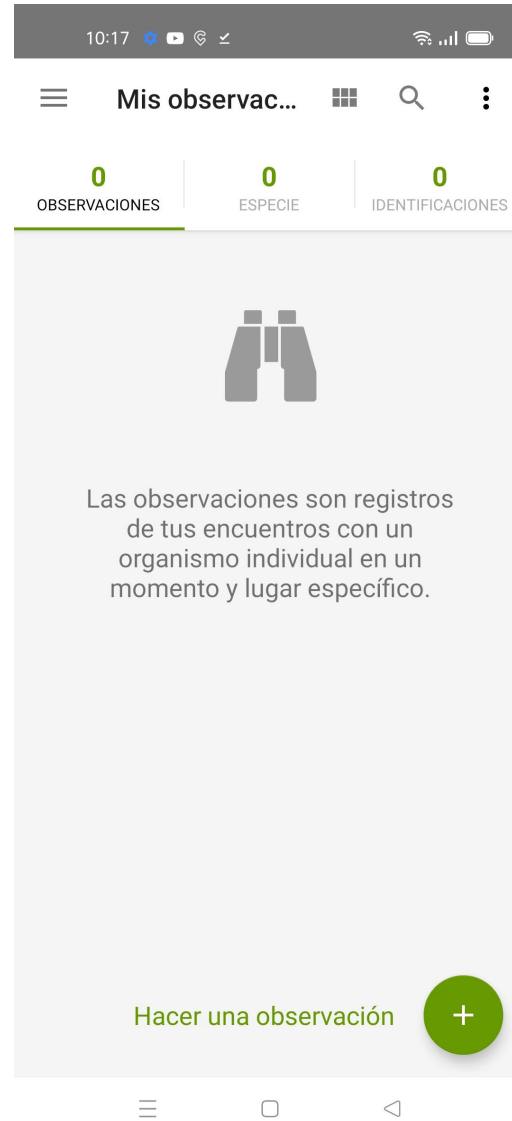 10:17
Mis observac...
0
OBSERVACIONES
0
ESPECIE
0
IDENTIFICACIONES
Las observaciones son registros
de tus encuentros con un
organismo individual en un
momento y lugar específico.
Hacer una observación
+